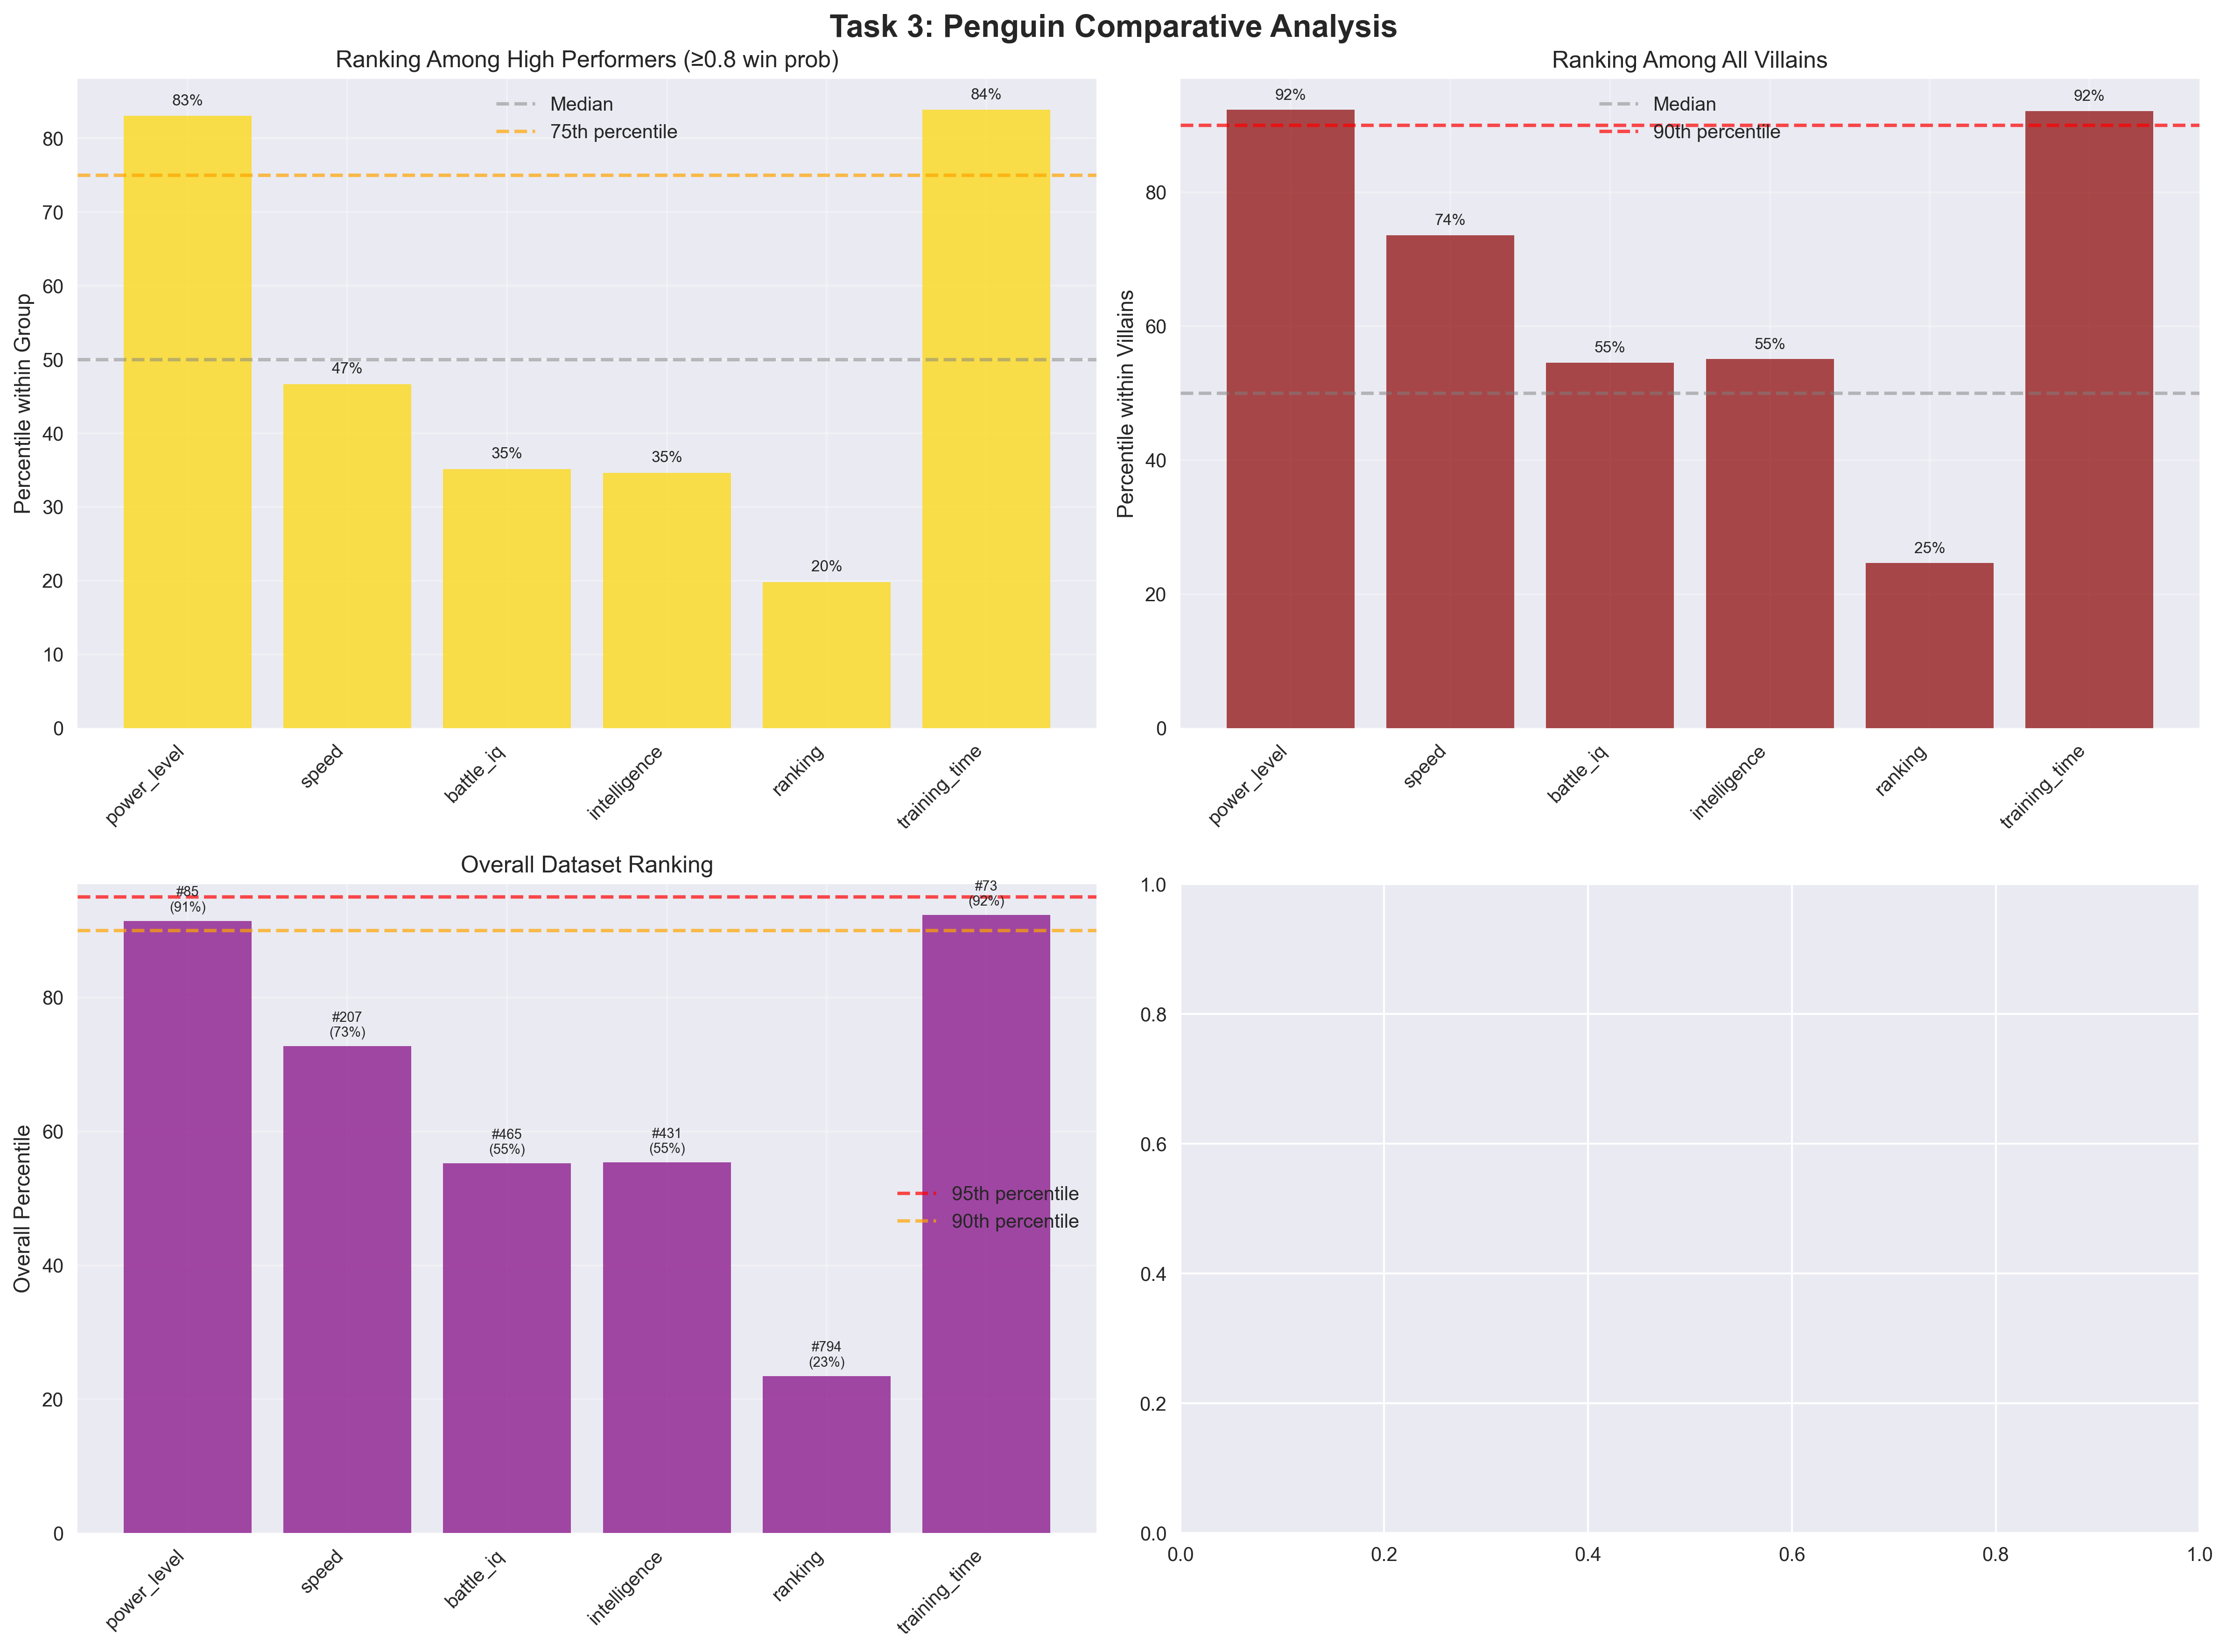 Task 3: Penguin Comparative Analysis
Ranking Among High Performers (≥0.8 win prob)
Percentile within Group
80
70
60
50
40
30
20
10
0
83%
47%
35%
35%
20%
84%
Median
75th percentile
power_level
speed
battle_iq
intelligence
ranking
training_time
Ranking Among All Villains
Percentile within Villains
80
60
40
20
0
92%
74%
55%
55%
25%
92%
Median
90th percentile
power_level
speed
battle_iq
intelligence
ranking
training_time
Overall Dataset Ranking
Overall Percentile
80
60
40
20
0
#85
(91%)
#207
(73%)
#465
(55%)
#431
(55%)
#794
(23%)
#73
(92%)
95th percentile
90th percentile
power_level
speed
battle_iq
intelligence
ranking
training_time
1.0
0.8
0.6
0.4
0.2
0.0
0.0
0.2
0.4
0.6
0.8
1.0